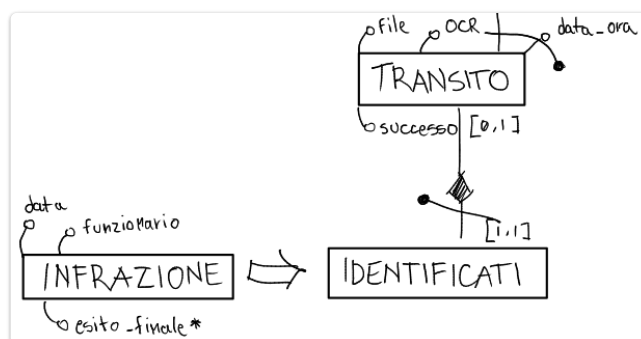 file OCR data_ora
TRANSITO
successo [0,1]
data
funzionario
[1,1]
INFRAZIONE IDENTIFICATI
esito_finale*